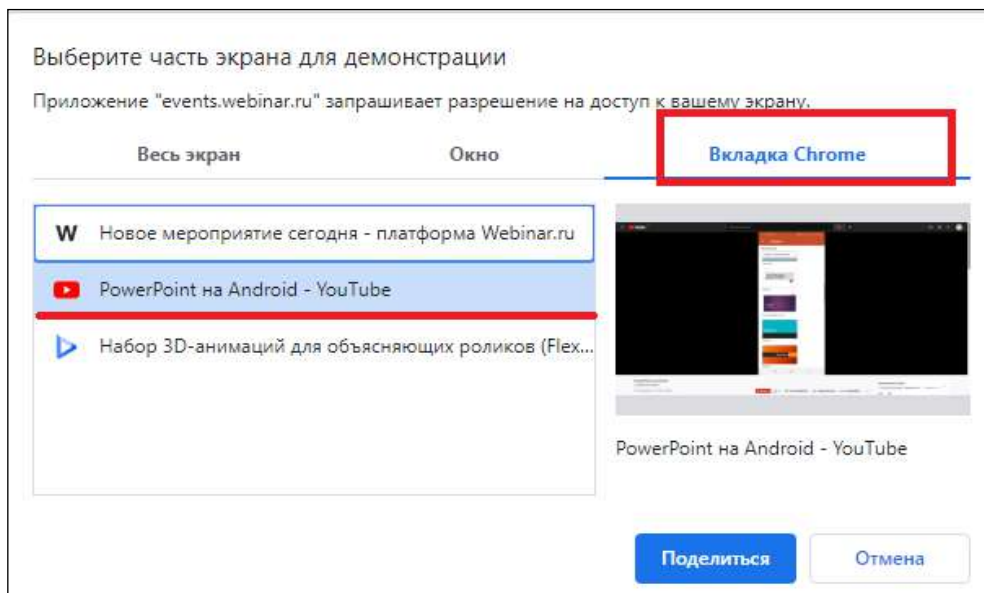 Выберите часть экрана для демонстрации
Приложение "events.webinar.ru" запрашивает разрешение на доступ к вашему экрану.
Весь экран
Окно
Вкладка Chrome
W Новое мероприятие сегодня - платформа Webinar.ru
PowerPoint на Android - YouTube
Набор 3D-анимаций для объясняющих роликов (Flex...
PowerPoint на Android - YouTube
Поделиться
Отмена